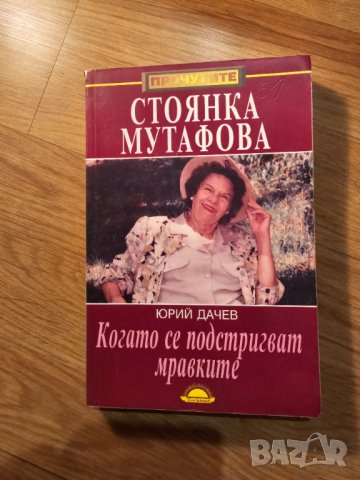 ПРОЧУТИТЕ
СТОЯНКА
МУТАФОВА
ЮРИЙ ДАЧЕВ
Когато се подстригват
мравките
BAZAR
bg